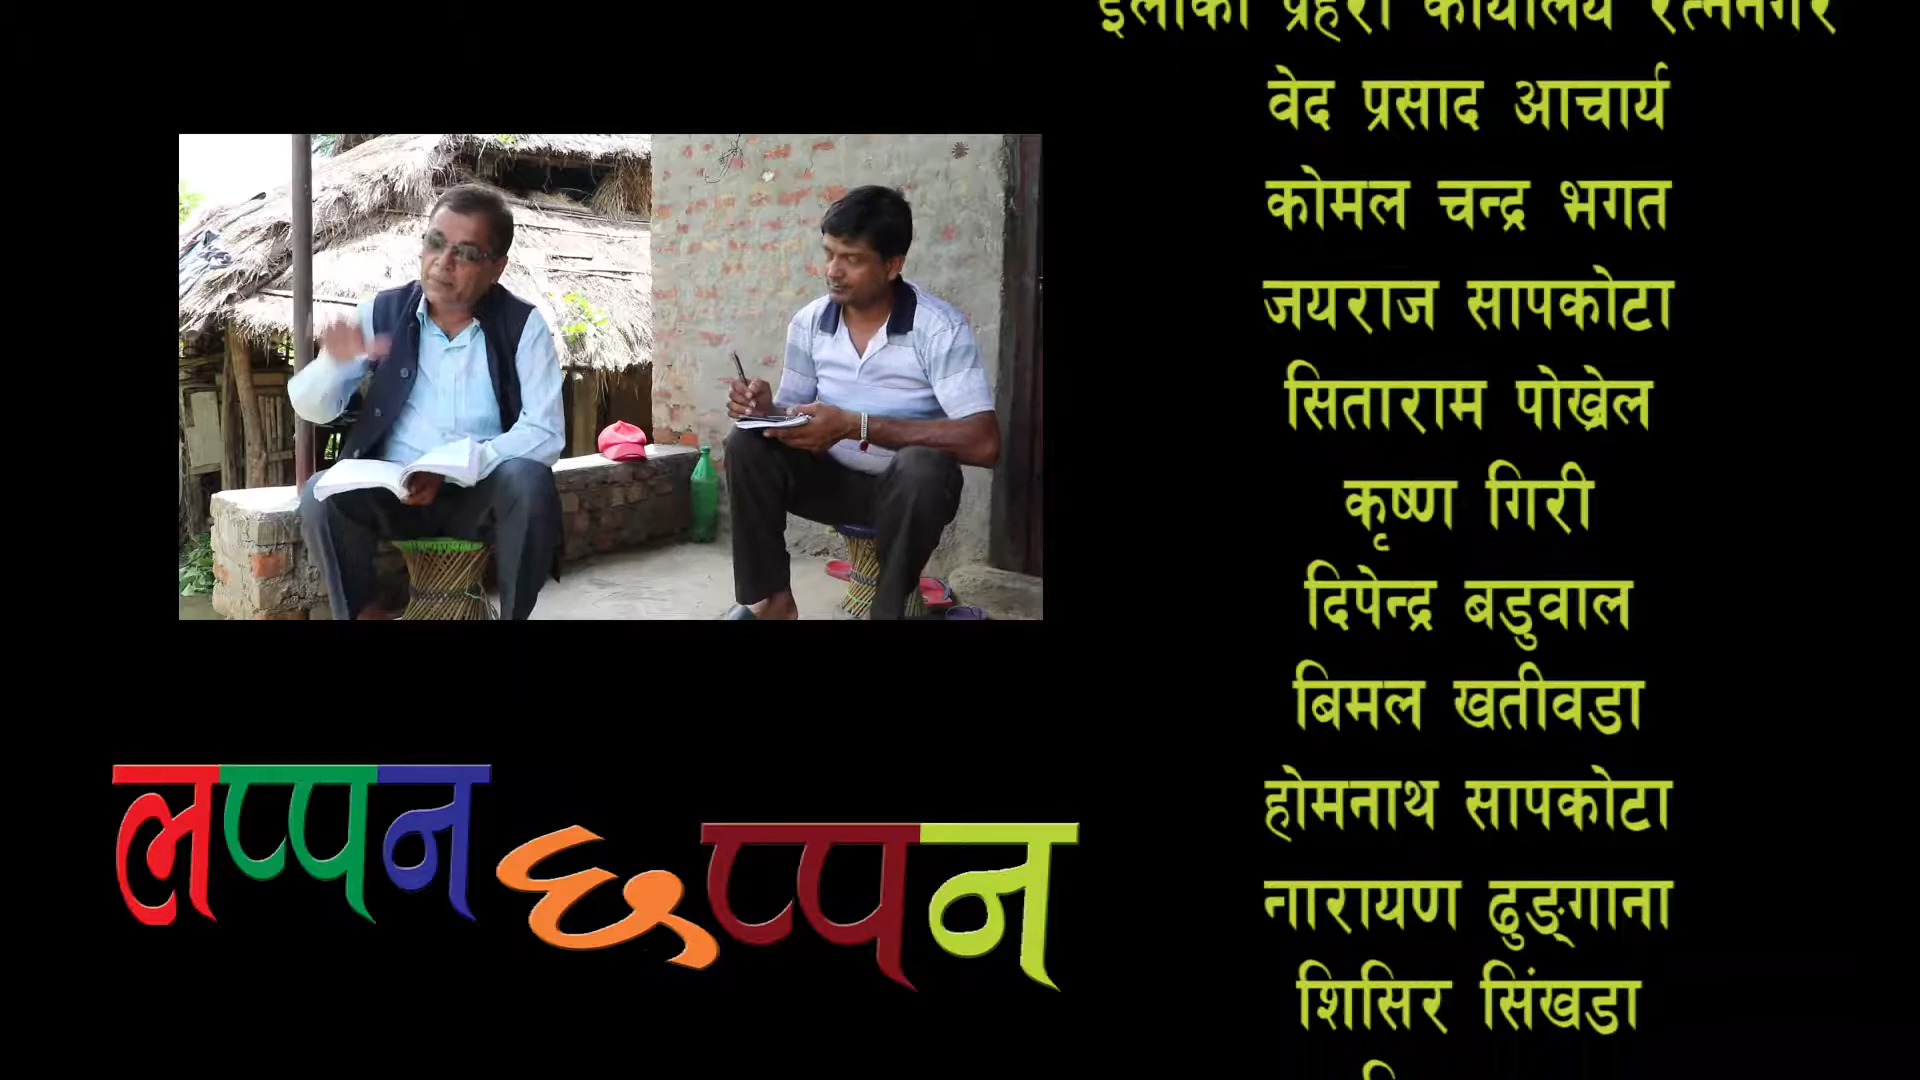 इलाका प्रहरी कार्यालय रत्ननगर
वेद प्रसाद आचार्य
कोमल चन्द्र भगत
जयराज सापकोटा
सिताराम पोख्रेल
कृष्ण गिरी
दिपेन्द्र बडुवाल
बिमल खतीवडा
होमनाथ सापकोटा
नारायण ढुङ्गाना
शिसिर सिंखडा
लप्पन छप्पन